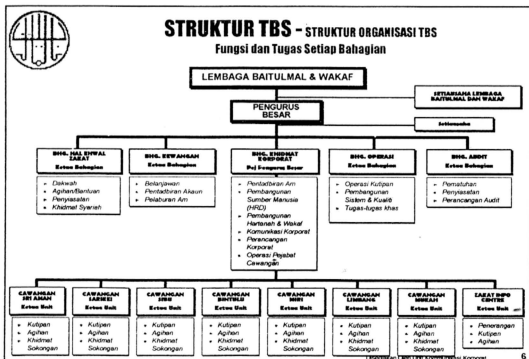 STRUKTUR TBS - STRUKTUR ORGANISASI TBS
Fungsi dan Tugas Setiap Bahagian
LEMBAGA BAITULMAL & WAKAF
SETIAUSAHA LEMBAGA
BAITULMAL DAN WAKAF
PENGURUS
BESAR
Setiausaha
BHG. HAL EHWAL
ZAKAT
Ketua Bahagian
Dakwah
Agihan/Bantuan
Penyiasatan
Khidmat Syariah
BHG. KEWANGAN
Ketua Bahagian
Belanjawan
Pentadbiran Akaun
Pelaburan Am
BHG. KHIDMAT
KORPORAT
Pej Pengurus Besar
Pentadbiran Am
Pembangunan
Sumber Manusia
(HRD)
Pembangunan
Hartanah & Wakaf
Komunikasi Korporat
Perancangan
Korporat
Operasi Pejabat
Cawangan
BHG. OPERASI
Ketua Bahagian
Operasi Kutipan
Pembangunan
Sistem & Kualiti
Tugas-tugas khas
BHG. AUDIT
Ketua Bahagian
Pematuhan
Penyiasatan
Perancangan Audit
CAWANGAN
SRI AMAN
Ketua Unit
Kutipan
Agihan
Khidmat
Sokongan
CAWANGAN
SARIKEI
Ketua Unit
Kutipan
Agihan
Khidmat
Sokongan
CAWANGAN
SIBU
Ketua Unit
Kutipan
Agihan
Khidmat
Sokongan
CAWANGAN
BINTULU
Ketua Unit
Kutipan
Agihan
Khidmat
Sokongan
CAWANGAN
MIRI
Ketua Unit
Kutipan
Agihan
Khidmat
Sokongan
CAWANGAN
LIMBANG
Ketua Unit
Kutipan
Agihan
Khidmat
Sokongan
CAWANGAN
MUKAH
Ketua Unit
Kutipan
Agihan
Khidmat
Sokongan
ZAKAT INFO
CENTRE
Ketua Unit
Penerangan
Kutipan
Agihan
Korporat